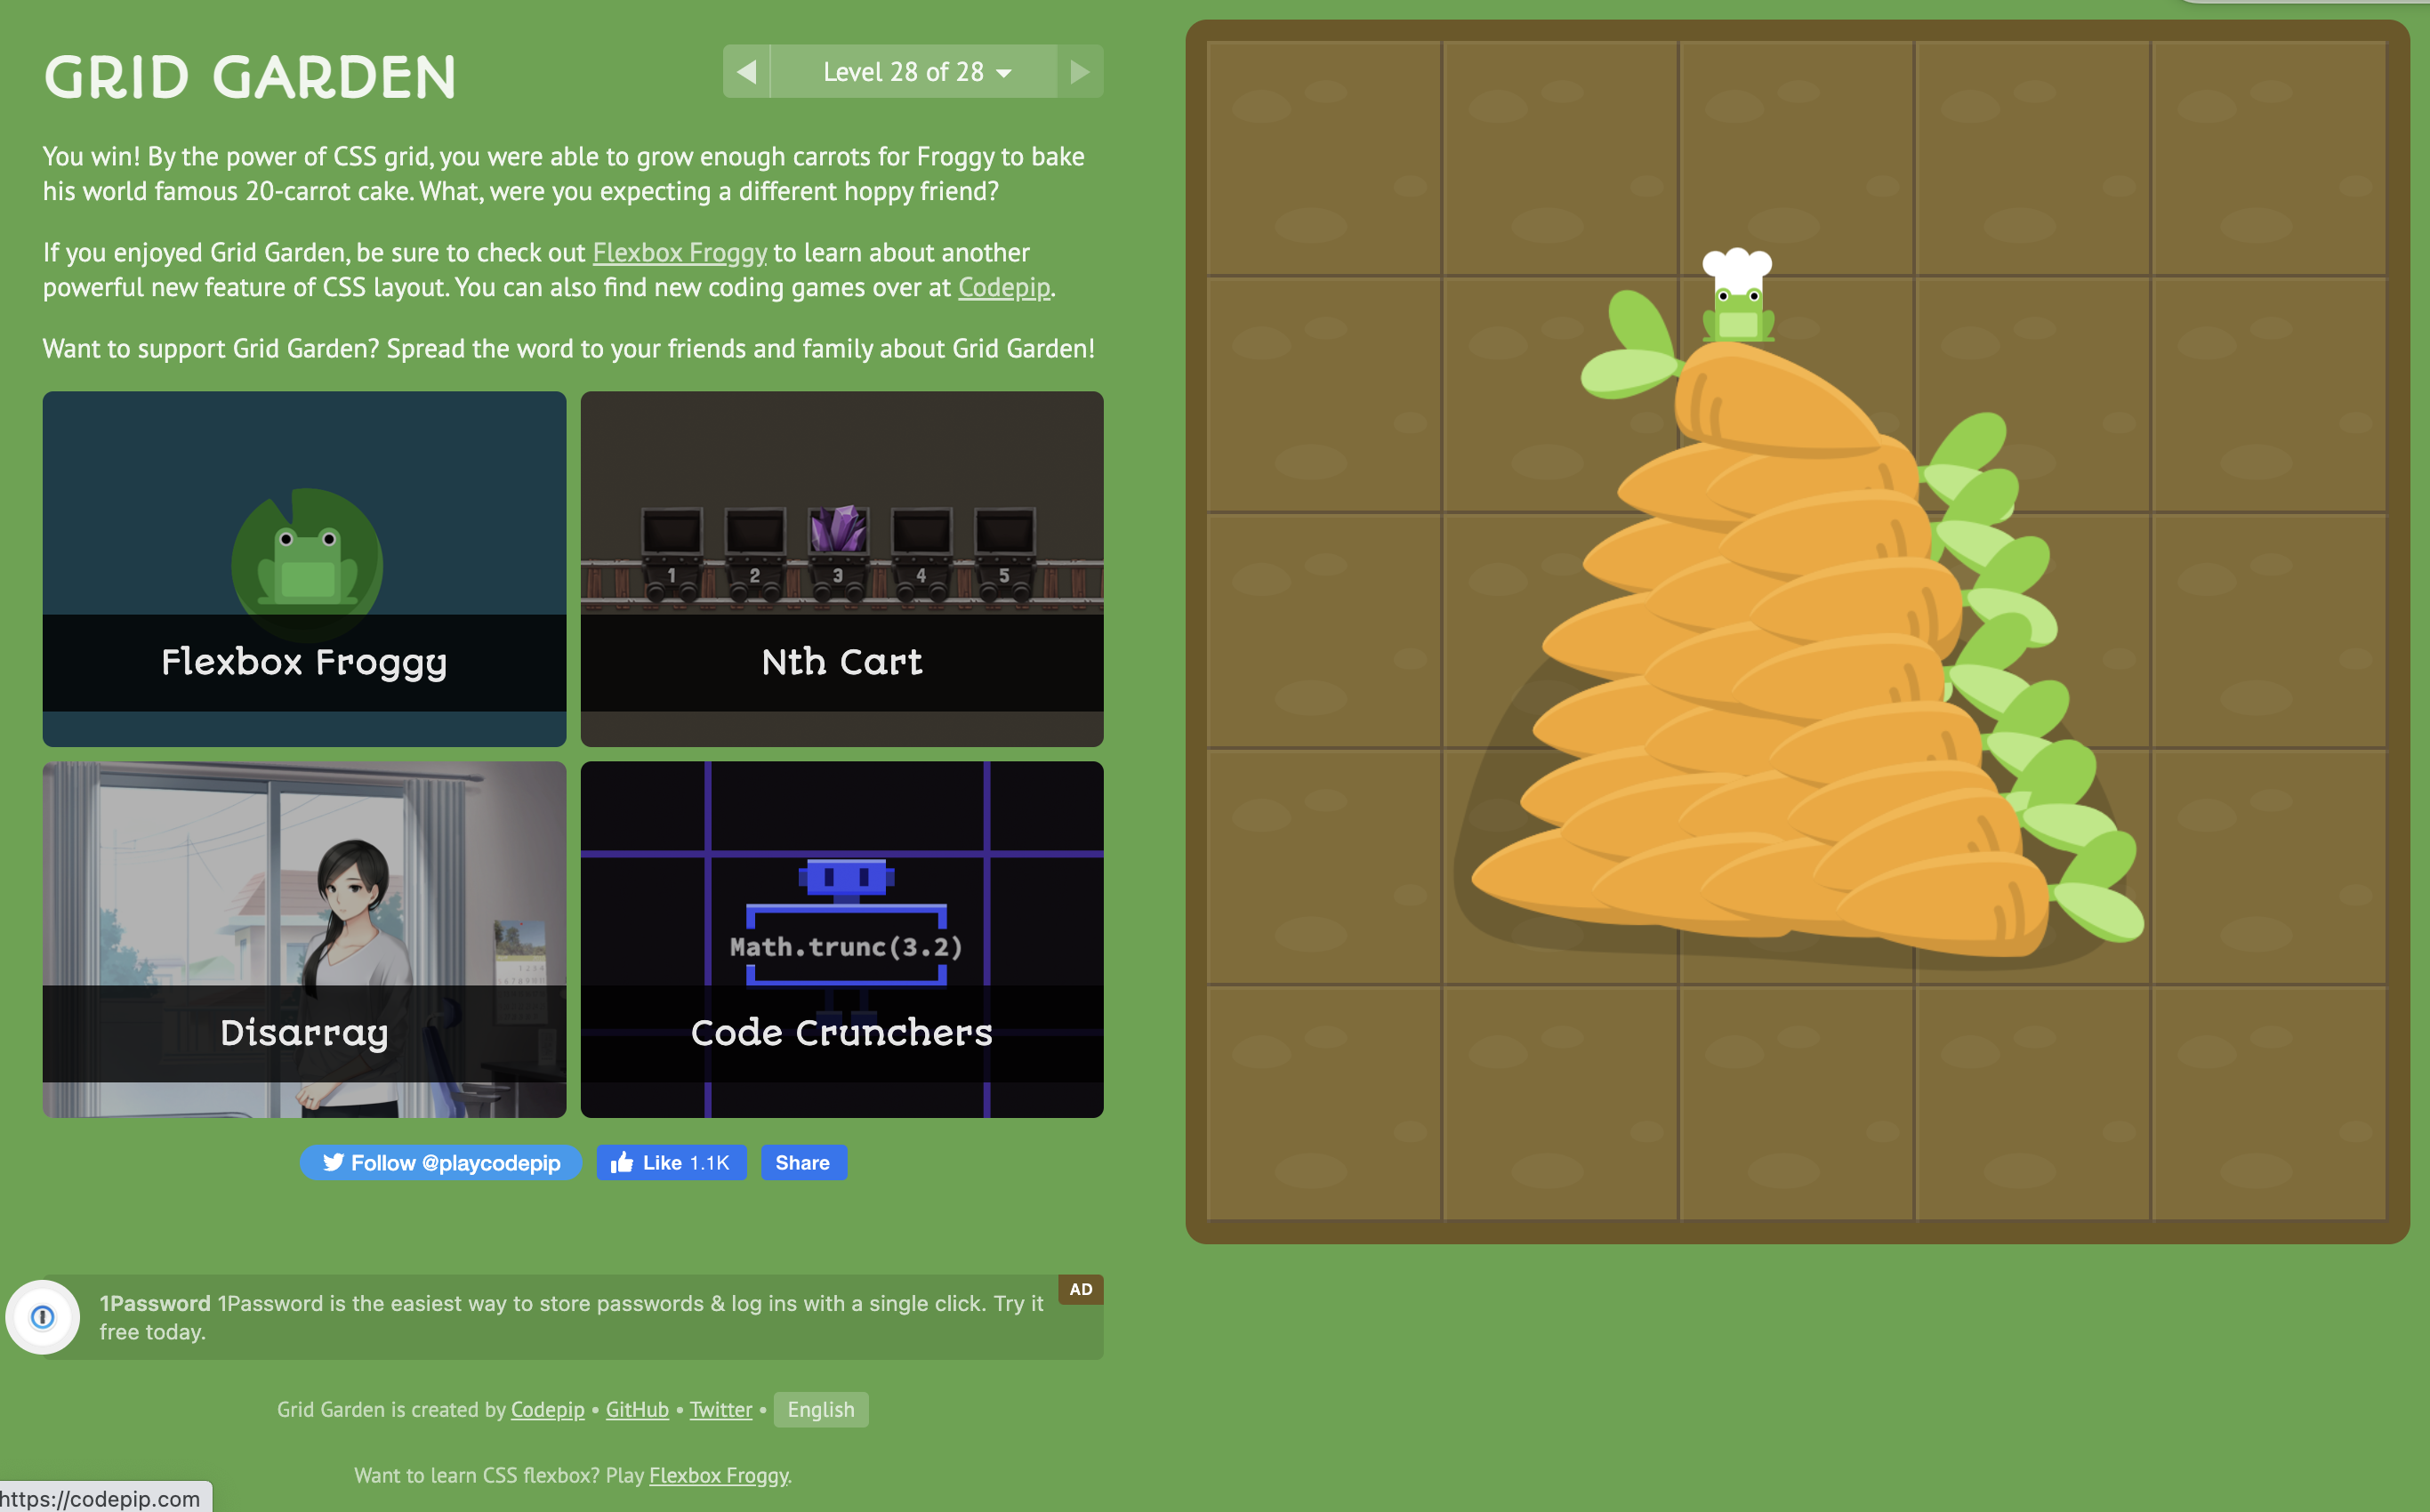 GRID GARDEN
Level 28 of 28
You win! By the power of CSS grid, you were able to grow enough carrots for Froggy to bake
his world famous 20-carrot cake. What, were you expecting a different hoppy friend?
If you enjoyed Grid Garden, be sure to check out Flexbox Froggy to learn about another
powerful new feature of CSS layout. You can also find new coding games over at Codepip.
Want to support Grid Garden? Spread the word to your friends and family about Grid Garden!
Flexbox Froggy
1 2 3 4 5
Nth Cart
Disarray
Math.trunc(3.2)
Code Crunchers
Follow @playcodepip
Like 1.1K
Share
AD
1Password 1Password is the easiest way to store passwords & log ins with a single click. Try it
free today.
Grid Garden is created by Codepip • GitHub • Twitter • English
Want to learn CSS flexbox? Play Flexbox Froggy.
https://codepip.com